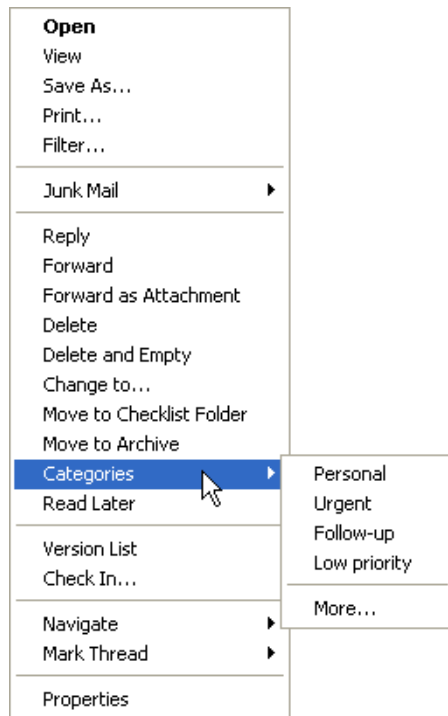 Open
View
Save As...
Print...
Filter...
Junk Mail
Reply
Forward
Forward as Attachment
Delete
Delete and Empty
Change to...
Move to Checklist Folder
Move to Archive
Categories
Read Later
Version List
Check In...
Navigate
Mark Thread
Properties
Personal
Urgent
Follow-up
Low priority
More...